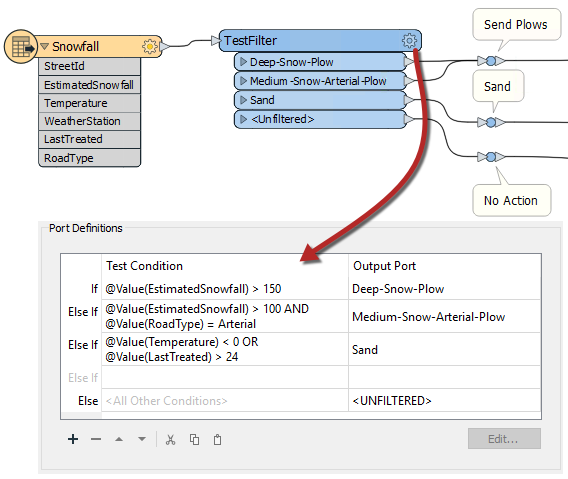 Snowfall
StreetId
EstimatedSnowfall
Temperature
WeatherStation
LastTreated
RoadType
TestFilter
Deep-Snow-Plow
Medium-Snow-Arterial-Plow
Sand
<Unfiltered>
Send Plows
Sand
No Action
Port Definitions
Test Condition Output Port
If @Value(EstimatedSnowfall) > 150 Deep-Snow-Plow
Else If @Value(EstimatedSnowfall) > 100 AND
@Value(RoadType) = Arterial Medium-Snow-Arterial-Plow
Else If @Value(Temperature) < 0 OR
@Value(LastTreated) > 24 Sand
Else If
Else <All Other Conditions> <UNFILTERED>
Edit...